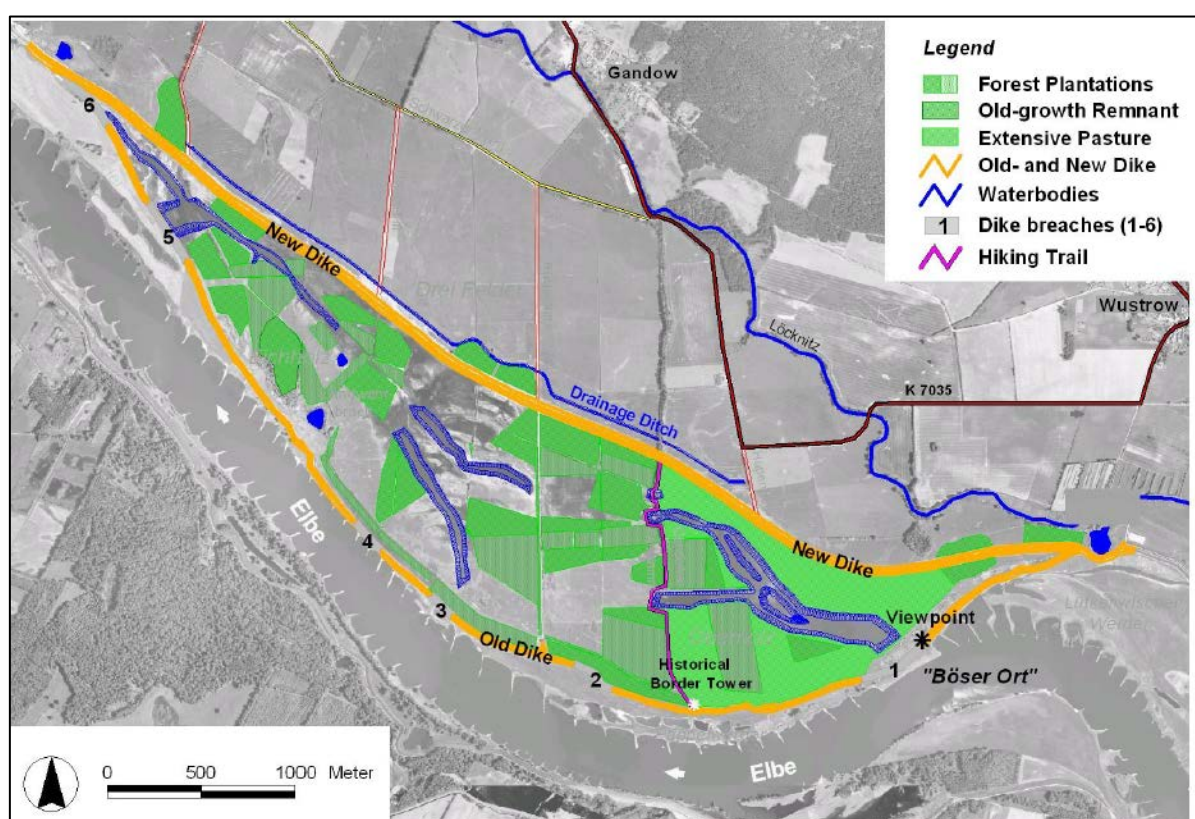 Legend
Forest Plantations
Old-growth Remnant
Extensive Pasture
Old- and New Dike
Waterbodies
1 Dike breaches (1-6)
Hiking Trail
Gandow
6
5
New Dike
Drei Felder
Wustrow
Löcknitz
K 7035
Drainage Ditch
Elbe
4
3
Old Dike
2
New Dike
Viewpoint
1
"Böser Ort"
Historical
Border Tower
Elbe
0 500 1000 Meter